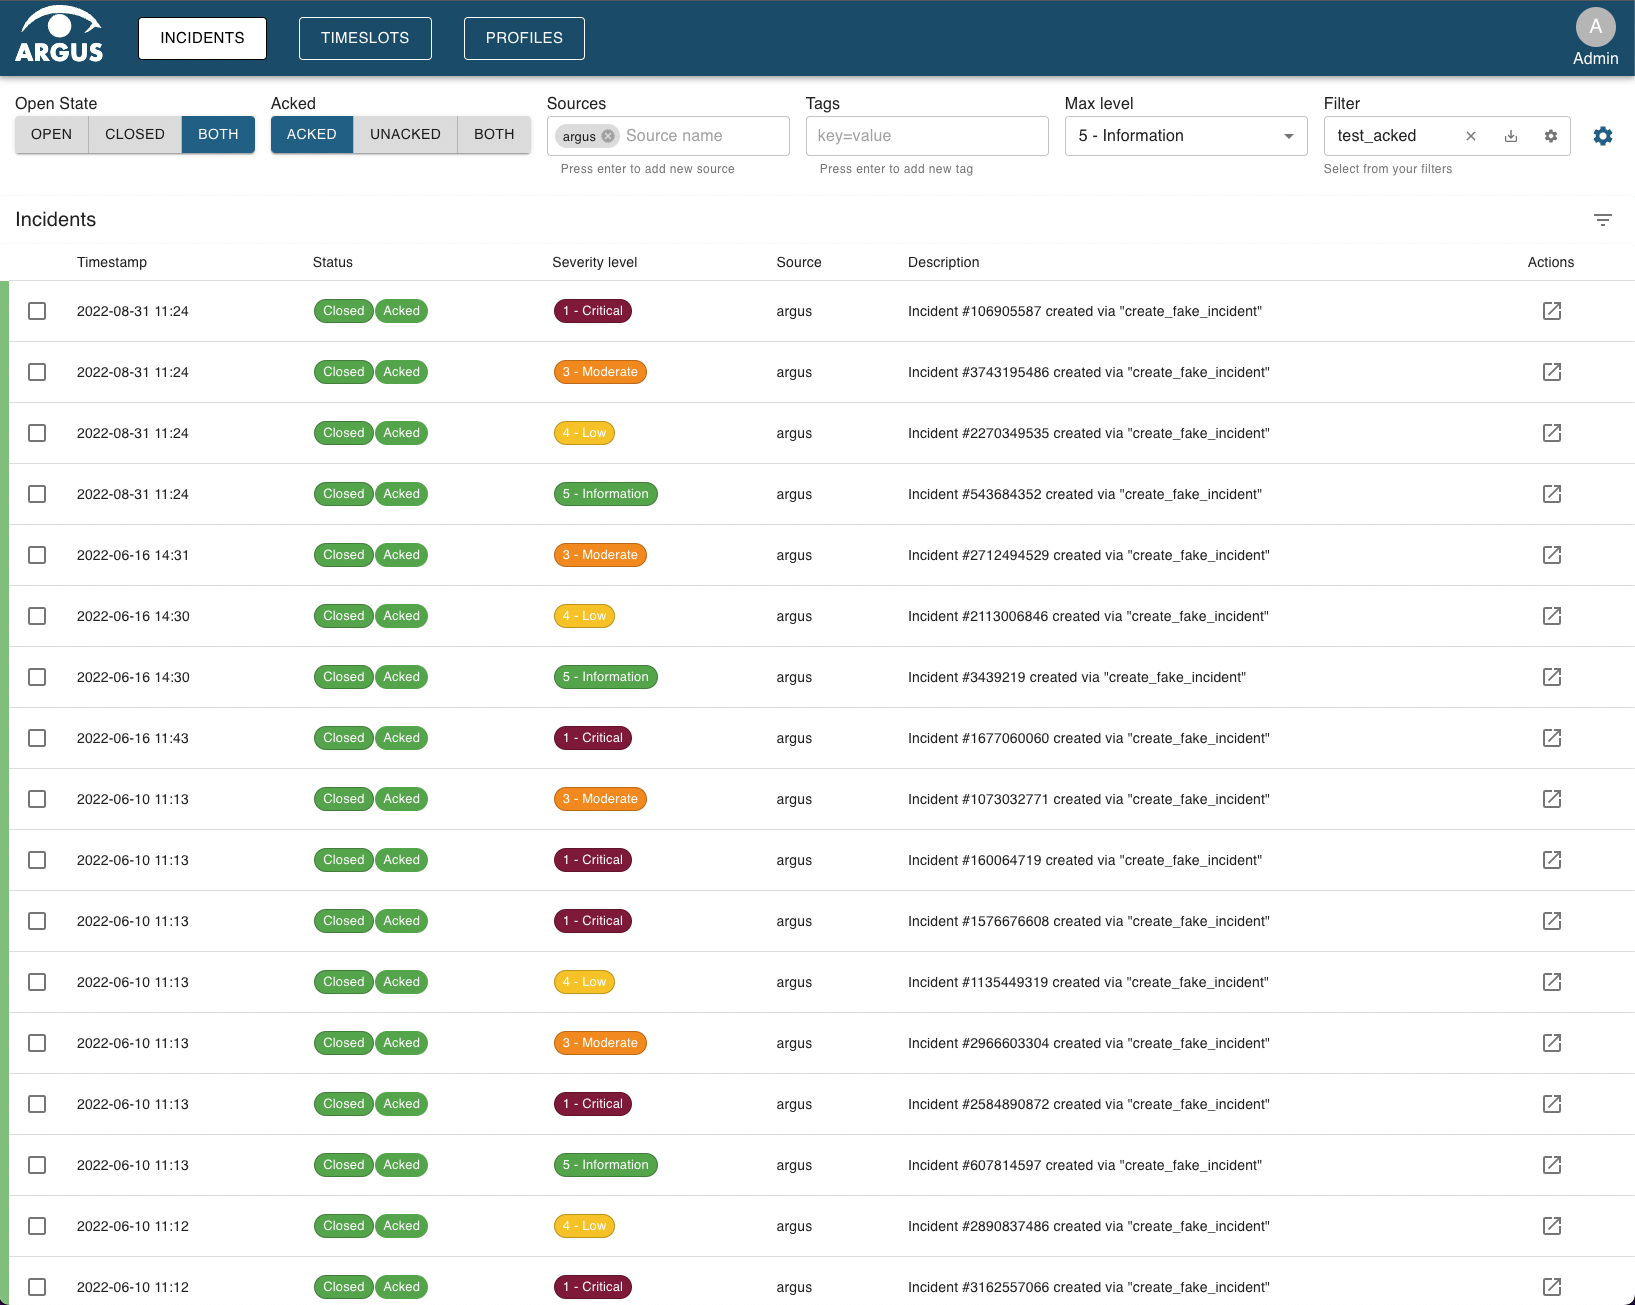 ARGUS INCIDENTS TIMESLOTS PROFILES A
Admin
Open State Acked Sources Tags Max level Filter
OPEN CLOSED BOTH ACKED UNACKED BOTH argus Source name key=value 5 - Information test_acked
Press enter to add new source Press enter to add new tag Select from your filters
Incidents
Timestamp Status Severity level Source Description Actions
2022-08-31 11:24 Closed Acked 1 - Critical argus Incident #106905587 created via "create_fake_incident"
2022-08-31 11:24 Closed Acked 3 - Moderate argus Incident #3743195486 created via "create_fake_incident"
2022-08-31 11:24 Closed Acked 4 - Low argus Incident #2270349535 created via "create_fake_incident"
2022-08-31 11:24 Closed Acked 5 - Information argus Incident #543684352 created via "create_fake_incident"
2022-06-16 14:31 Closed Acked 3 - Moderate argus Incident #2712494529 created via "create_fake_incident"
2022-06-16 14:30 Closed Acked 4 - Low argus Incident #2113006846 created via "create_fake_incident"
2022-06-16 14:30 Closed Acked 5 - Information argus Incident #3439219 created via "create_fake_incident"
2022-06-16 11:43 Closed Acked 1 - Critical argus Incident #1677060060 created via "create_fake_incident"
2022-06-10 11:13 Closed Acked 3 - Moderate argus Incident #1073032771 created via "create_fake_incident"
2022-06-10 11:13 Closed Acked 1 - Critical argus Incident #160064719 created via "create_fake_incident"
2022-06-10 11:13 Closed Acked 1 - Critical argus Incident #1576676608 created via "create_fake_incident"
2022-06-10 11:13 Closed Acked 4 - Low argus Incident #1135449319 created via "create_fake_incident"
2022-06-10 11:13 Closed Acked 3 - Moderate argus Incident #2966603304 created via "create_fake_incident"
2022-06-10 11:13 Closed Acked 1 - Critical argus Incident #2584890872 created via "create_fake_incident"
2022-06-10 11:13 Closed Acked 5 - Information argus Incident #607814597 created via "create_fake_incident"
2022-06-10 11:12 Closed Acked 4 - Low argus Incident #2890837486 created via "create_fake_incident"
2022-06-10 11:12 Closed Acked 1 - Critical argus Incident #3162557066 created via "create_fake_incident"